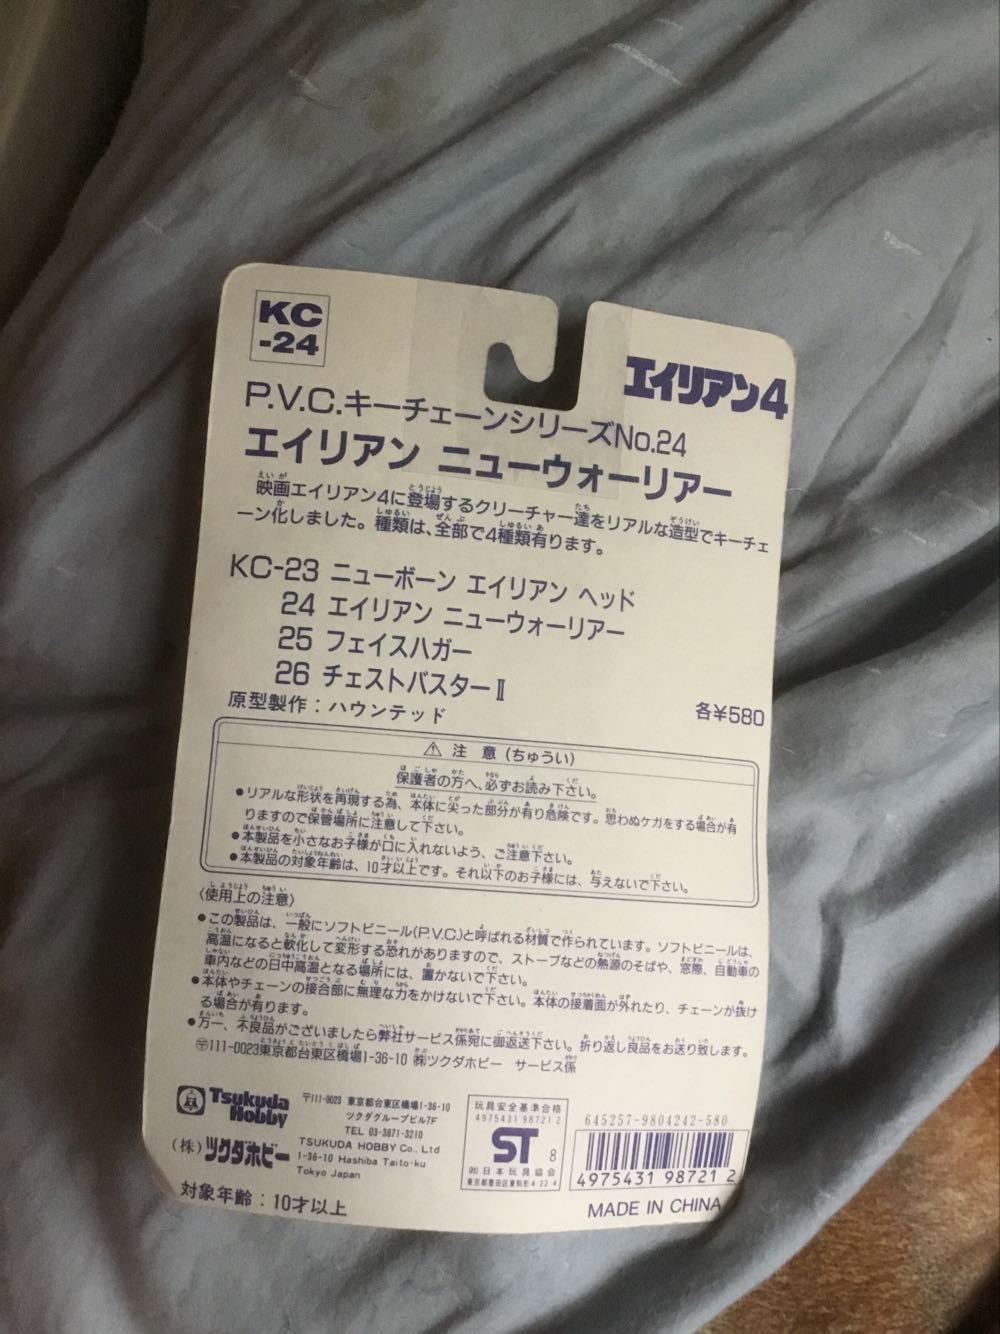 KC
-24
エイリアン4
P.V.C.キーチェーンシリーズNo.24
エイリアン ニューウォーリアー
映画エイリアン4に登場するクリーチャー達をリアルな造型でキーチェ
ーン化しました。種類は、全部で4種類有ります。
KC-23 ニューボーン エイリアン ヘッド
24 エイリアン ニューウォーリアー
25 フェイスハガー
26 チェストバスターⅡ
原型製作：ハウンテッド
各¥580
⚠ 注 意 (ちゅうい)
保護者の方へ、必ずお読み下さい。
●リアルな形状を再現する為、本体に尖った部分が有り危険です。思わぬケガをする場合が有
りますので保管場所に注意して下さい。
●本製品を小さなお子様が口に入れないよう、ご注意下さい。
●本製品の対象年齢は、10才以上です。それ以下のお子様には、与えないで下さい。
〈使用上の注意〉
●この製品は、一般にソフトビニール(P.V.C.)と呼ばれる材質で作られています。ソフトビニールは、
高温になると軟化して変形する恐れがありますので、ストーブなどの熱源のそばや、窓際、自動車の
車内などの日中高温となる場所には、置かないで下さい。
●本体やチェーンの接合部に無理な力をかけないで下さい。本体の接着面が外れたり、チェーンが抜け
る場合が有ります。
●万一、不良品がございましたら弊社サービス係宛に御返送下さい。折り返し良品をお送り致します。
〒111-0023東京都台東区橋場1-36-10 ㈱ツクダホビー サービス係
Tsukuda
Hobby
(株)ツクダホビー
〒111-0023 東京都台東区橋場1-36-10
ツクダグループビル7F
TEL 03-3871-3210
TSUKUDA HOBBY Co., Ltd
1-36-10 Hashiba Taito-ku
Tokyo Japan
玩具安全基準合格
4975431 98721 2
ST 8
㈳日本玩具協会
東京都墨田区東駒形4-22-4
645257-9804242-580
4975431 98721 2
対象年齢：10才以上
MADE IN CHINA